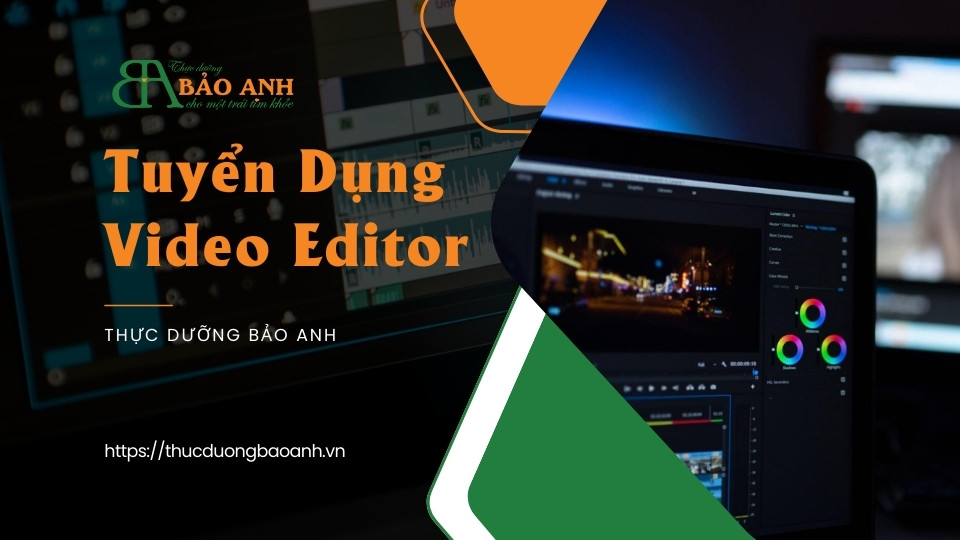 Thực dưỡng
BẢO ANH
cho một trái tim khỏe
Tuyển Dụng
Video Editor
THỰC DƯỠNG BẢO ANH
https://thucduongbaoanh.vn